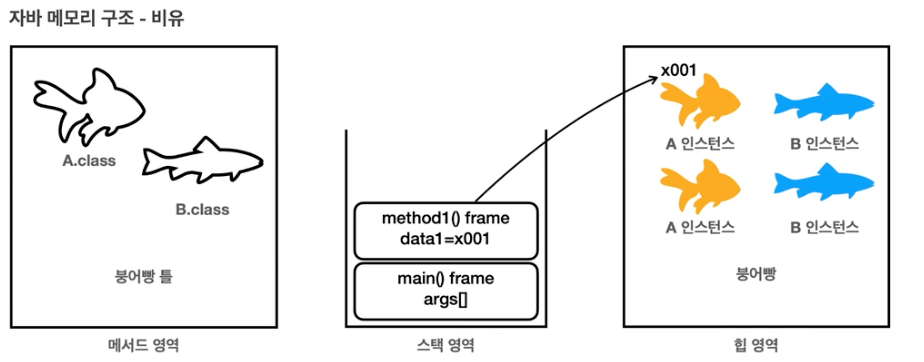 자바 메모리 구조 - 비유
A.class
B.class
붕어빵 틀
메서드 영역
method1() frame
data1=x001
main() frame
args[]
스택 영역
x001
A 인스턴스
B 인스턴스
A 인스턴스
B 인스턴스
붕어빵
힙 영역